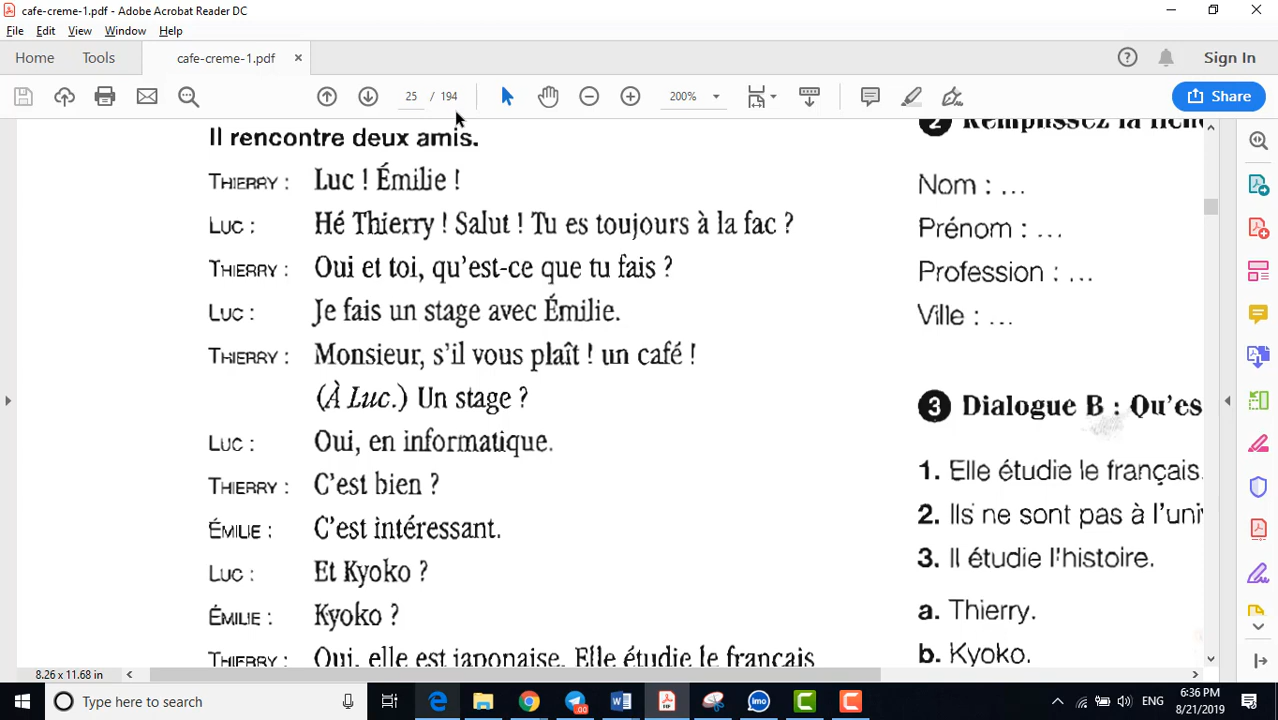 cafe-creme-1.pdf - Adobe Acrobat Reader DC
File Edit View Window Help
Home Tools cafe-creme-1.pdf × Sign In
25 / 194 200% Share
Il rencontre deux amis.
THIERRY : Luc ! Émilie !
LUC : Hé Thierry ! Salut ! Tu es toujours à la fac ?
THIERRY : Oui et toi, qu'est-ce que tu fais ?
LUC : Je fais un stage avec Émilie.
THIERRY : Monsieur, s'il vous plaît ! un café !
(À Luc.) Un stage ?
LUC : Oui, en informatique.
THIERRY : C'est bien ?
ÉMILIE : C'est intéressant.
LUC : Et Kyoko ?
ÉMILIE : Kyoko ?
THIERRY : Oui, elle est japonaise. Elle étudie le français
2 Remplissez la fiche
Nom : ...
Prénom : ...
Profession : ...
Ville : ...
3 Dialogue B : Qu'es
1. Elle étudie le français.
2. Ils ne sont pas à l'uni
3. Il étudie l'histoire.
a. Thierry.
b. Kyoko.
8.26 x 11.68 in
Type here to search
imo
ENG
6:36 PM
8/21/2019